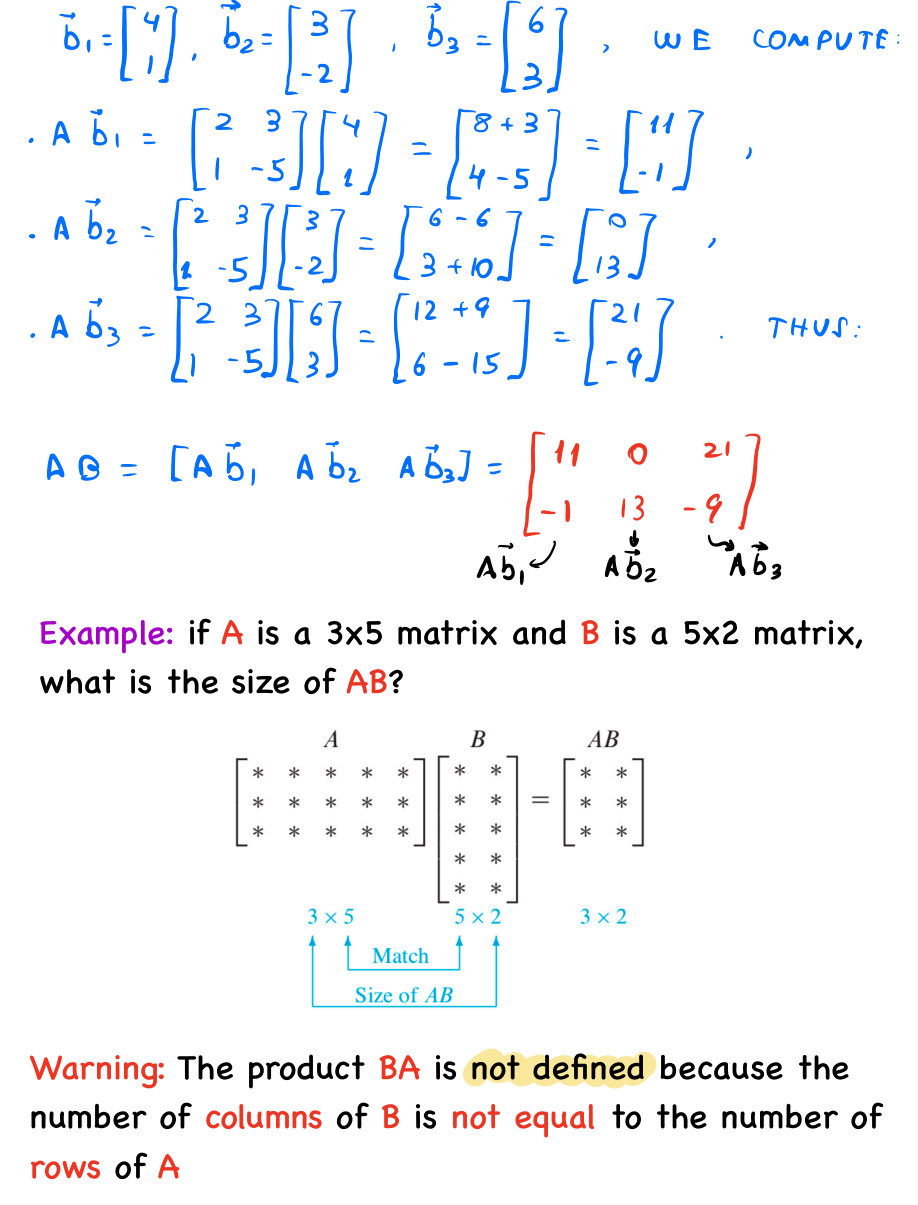 b⃗₁ = [4; 1], b⃗₂ = [3; -2], b⃗₃ = [6; 3], WE COMPUTE:
. A b⃗₁ = [2 3; 1 -5] [4; 1] = [8 + 3; 4 - 5] = [11; -1],
. A b⃗₂ = [2 3; 1 -5] [3; -2] = [6 - 6; 3 + 10] = [0; 13],
. A b⃗₃ = [2 3; 1 -5] [6; 3] = [12 + 9; 6 - 15] = [21; -9]. THUS:
AB = [A b⃗₁ A b⃗₂ A b⃗₃] = [11 0 21; -1 13 -9]
A b⃗₁ A b⃗₂ A b⃗₃
Example: if A is a 3x5 matrix and B is a 5x2 matrix,
what is the size of AB?
A B AB
[* * * * *] [* *] = [* *]
[* * * * *] [* *] [* *]
[* * * * *] [* *] [* *]
[* *]
[* *]
3 × 5 5 × 2 3 × 2
Match
Size of AB
Warning: The product BA is not defined because the
number of columns of B is not equal to the number of
rows of A